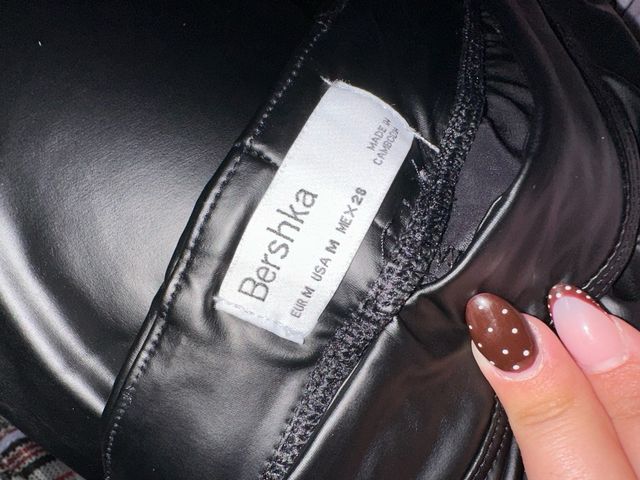 Bershka
EUR M USA M MEX 28
MADE IN
CAMBODIA